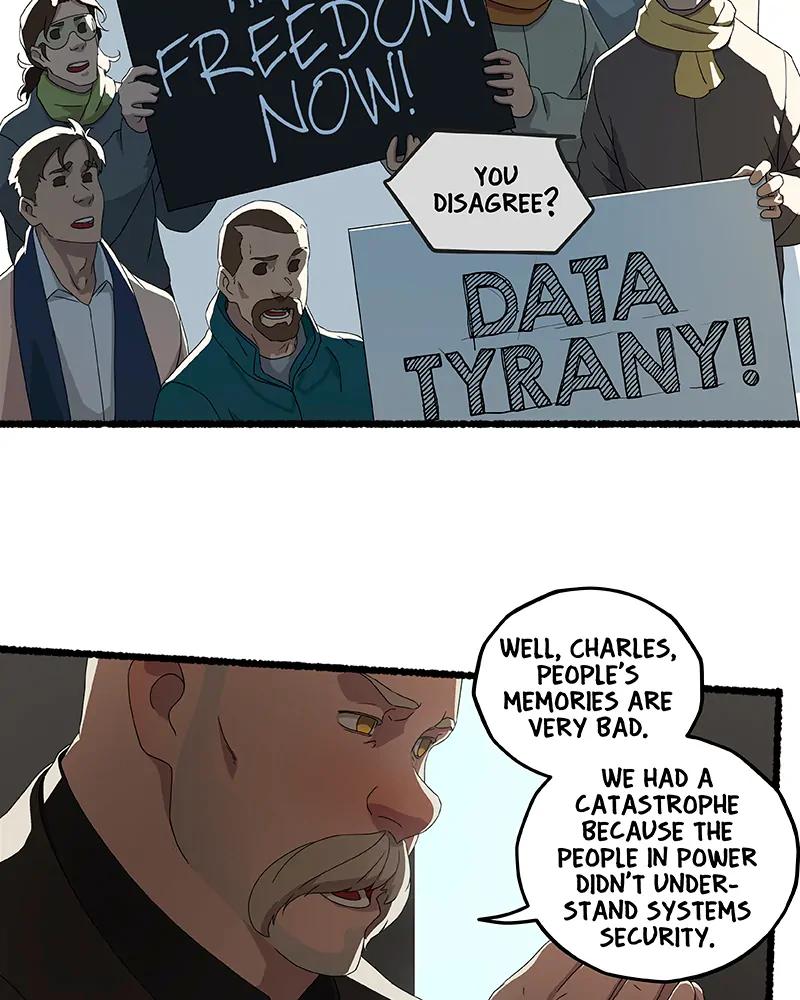 FREEDOM
NOW!
YOU
DISAGREE?
DATA
TYRANY!
WELL, CHARLES,
PEOPLE'S
MEMORIES ARE
VERY BAD.
WE HAD A
CATASTROPHE
BECAUSE THE
PEOPLE IN POWER
DIDN'T UNDER-
STAND SYSTEMS
SECURITY.